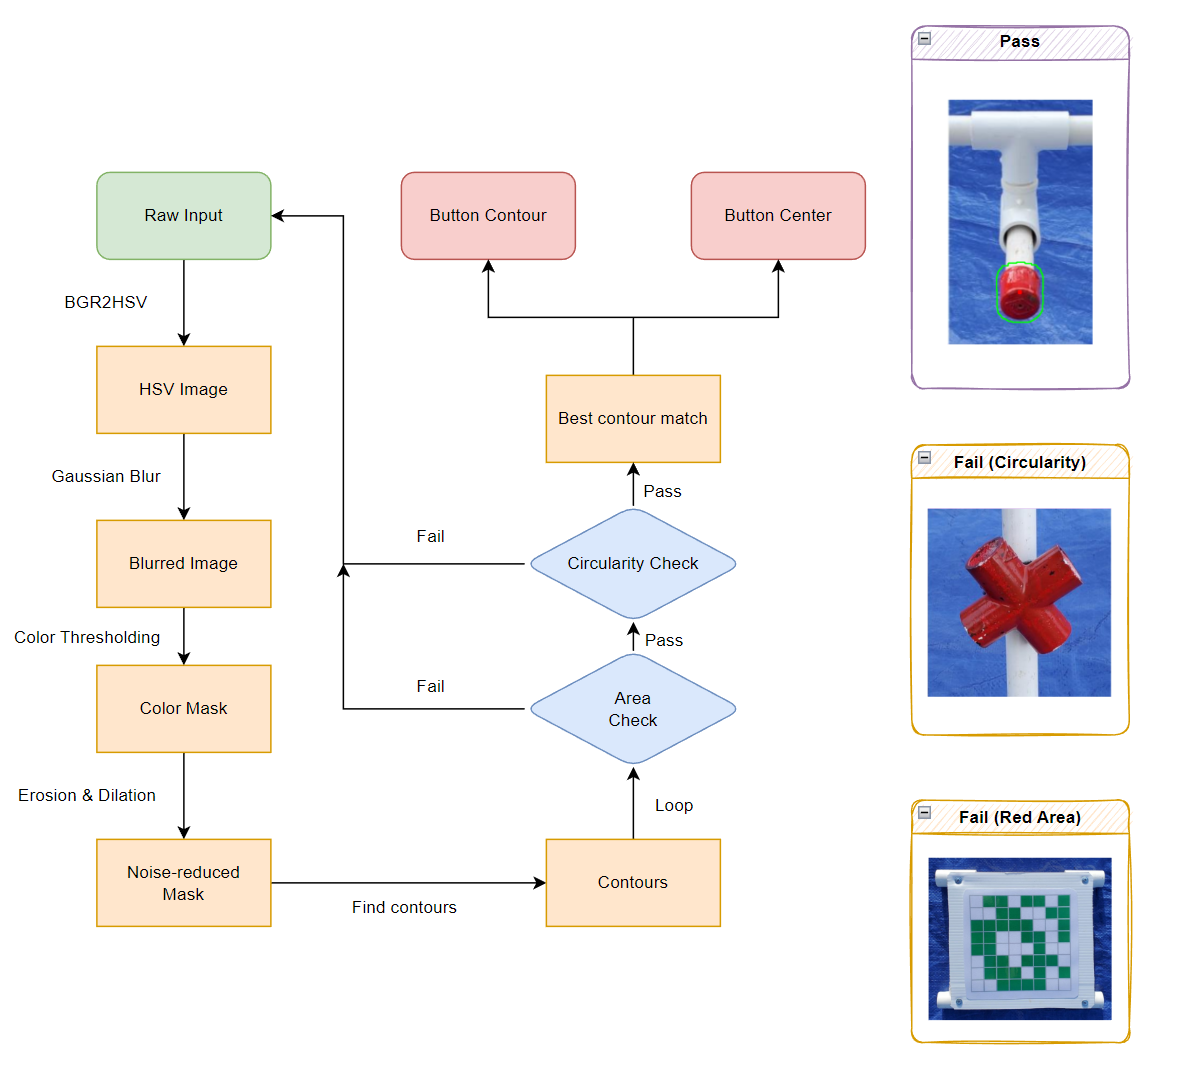 Raw Input
BGR2HSV
HSV Image
Gaussian Blur
Blurred Image
Color Thresholding
Color Mask
Erosion & Dilation
Noise-reduced
Mask
Find contours
Contours
Loop
Area
Check
Fail
Pass
Circularity Check
Fail
Pass
Best contour match
Button Contour
Button Center
Pass
Fail (Circularity)
Fail (Red Area)